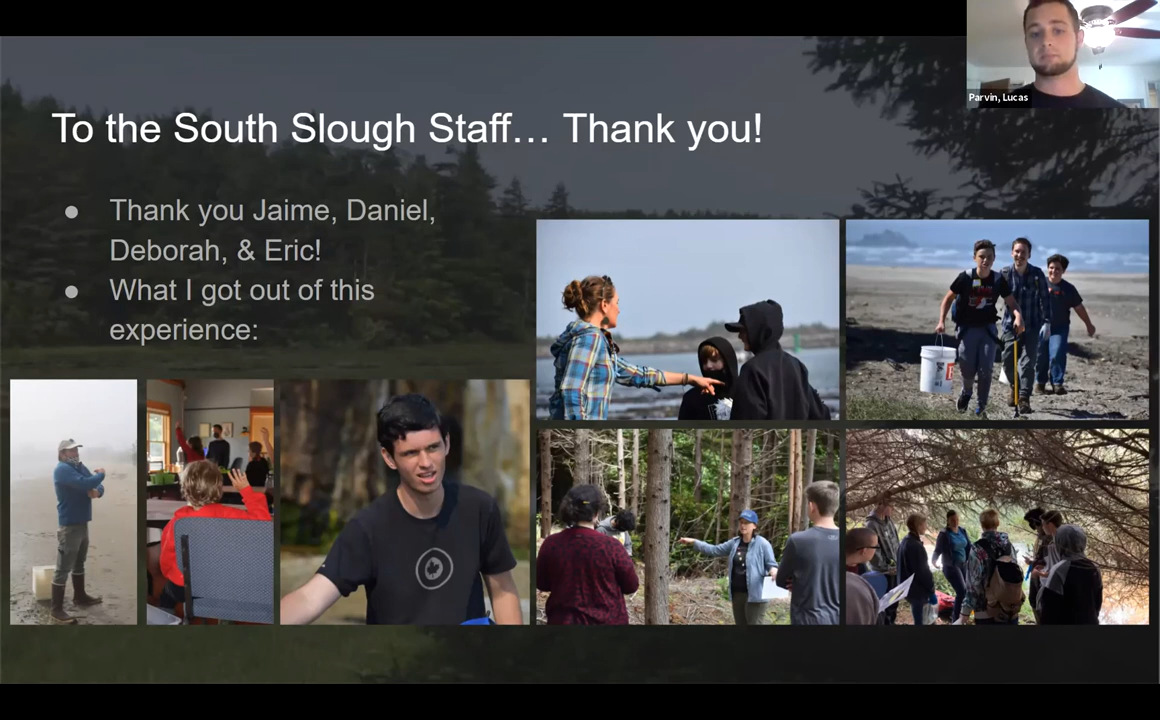 Parvin, Lucas
To the South Slough Staff… Thank you!
● Thank you Jaime, Daniel,
Deborah, & Eric!
● What I got out of this
experience: